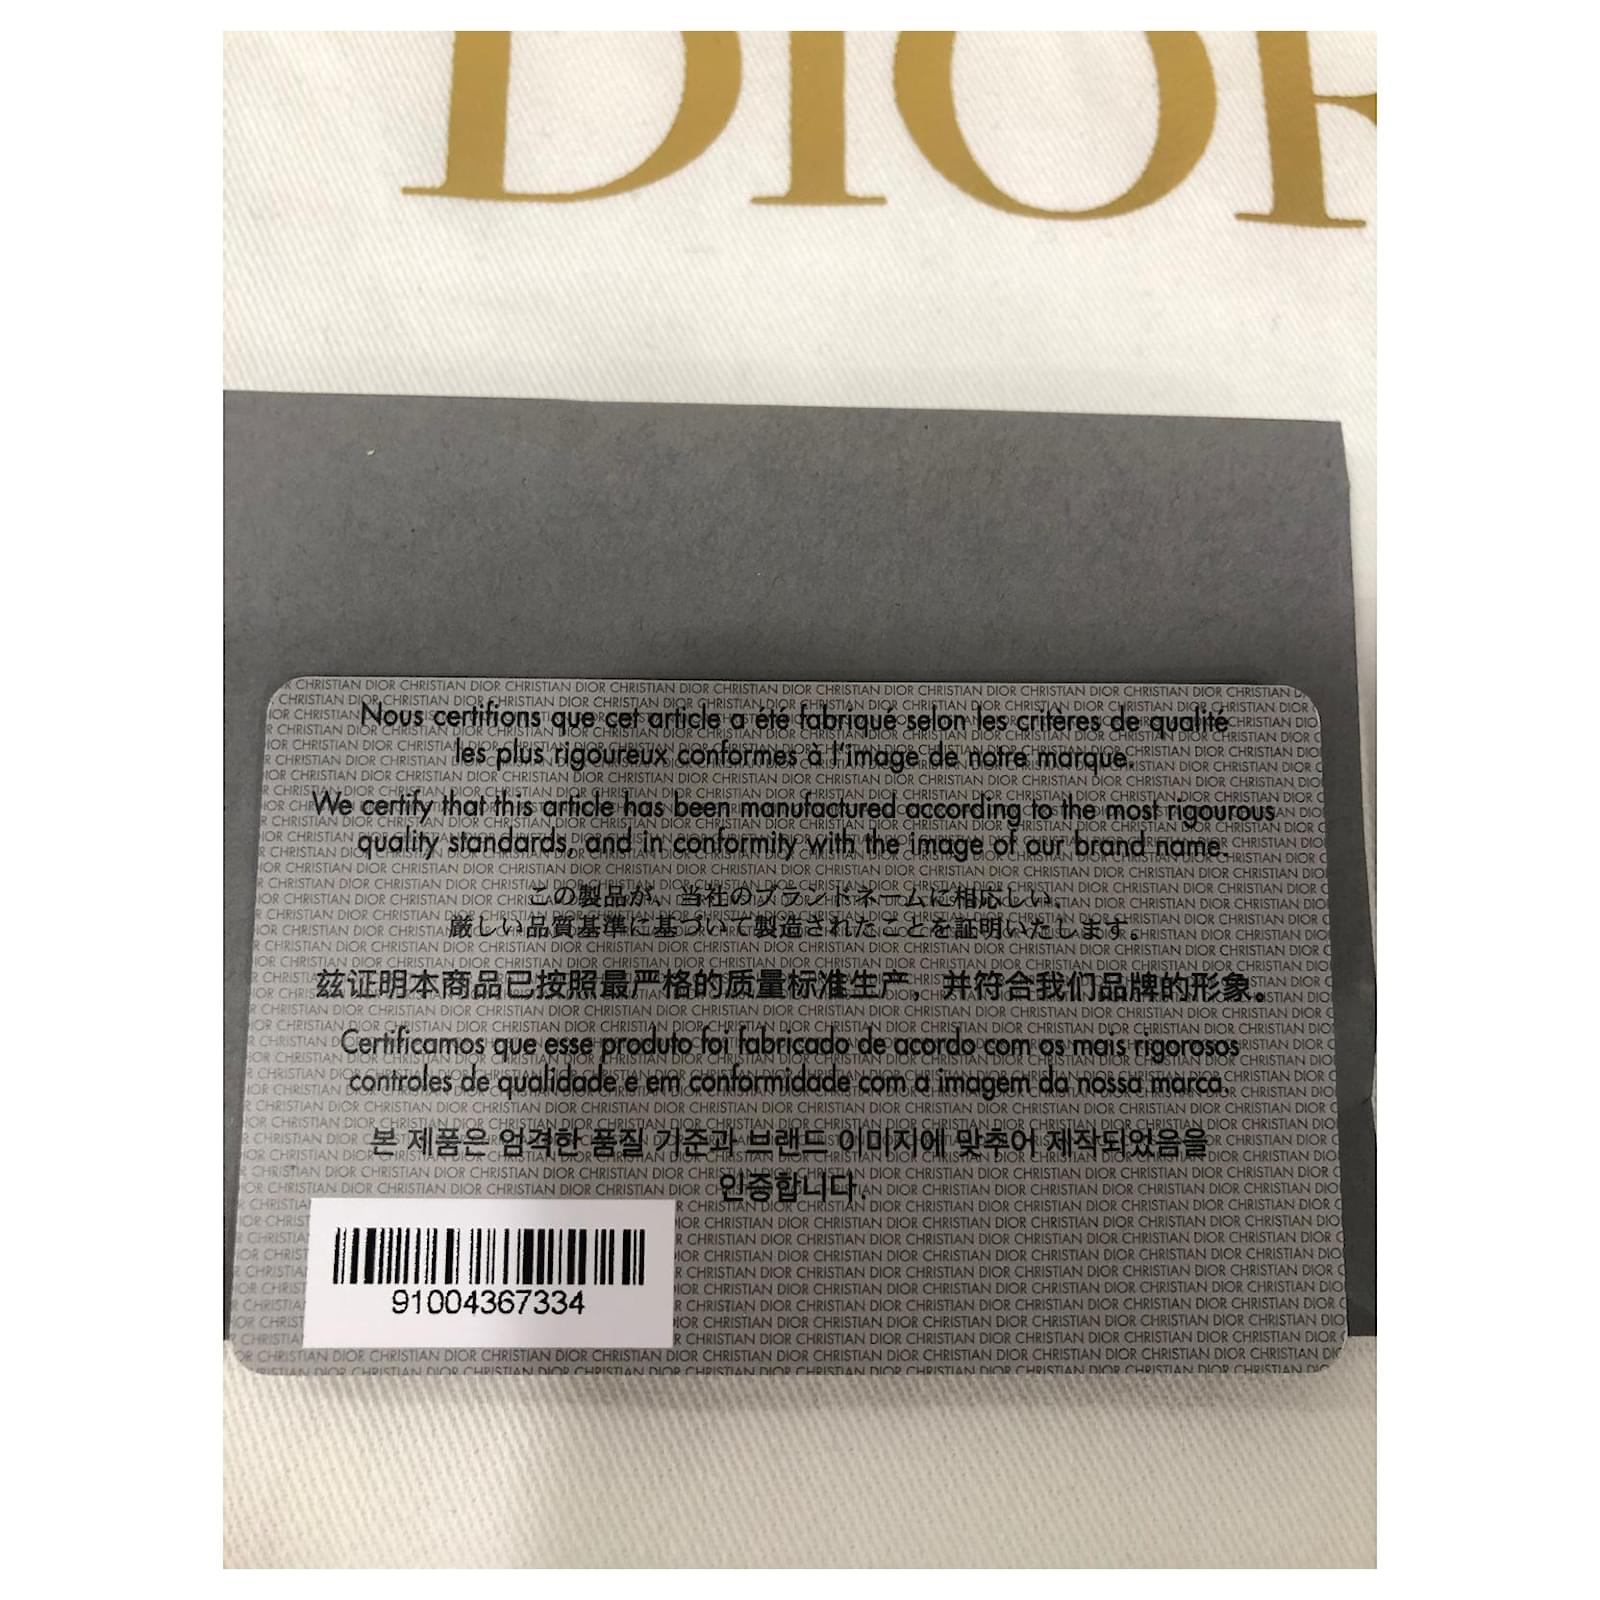 DIOR
Nous certifions que cet article a été fabriqué selon les critères de qualité
les plus rigoureux conformes à l'image de notre marque.
We certify that this article has been manufactured according to the most rigourous
quality standards, and in conformity with the image of our brand name.
この製品が、当社のブランドネームに相応しい、
厳しい品質基準に基づいて製造されたことを証明いたします。
兹证明本商品已按照最严格的质量标准生产，并符合我们品牌的形象。
Certificamos que esse produto foi fabricado de acordo com os mais rigorosos
controles de qualidade e em conformidade com a imagem da nossa marca.
본 제품은 엄격한 품질 기준과 브랜드 이미지에 맞추어 제작되었음을
인증합니다.
91004367334